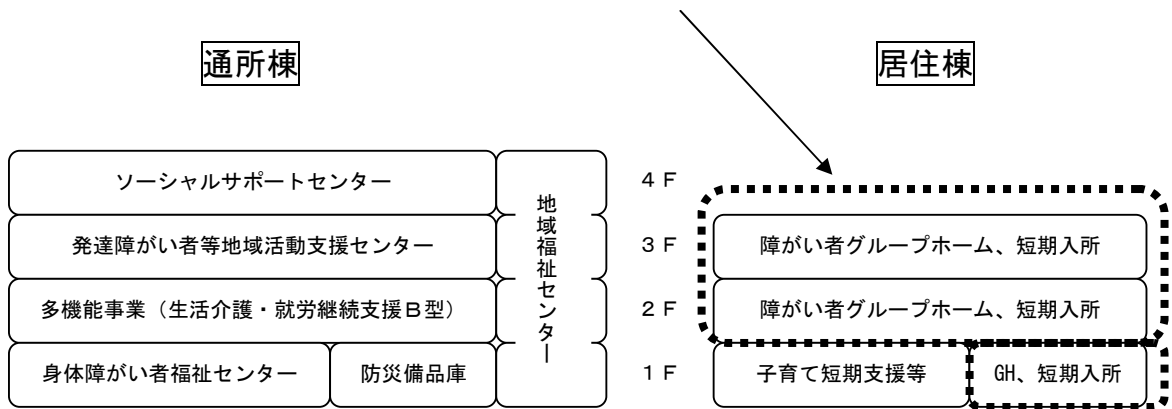 通所棟
居住棟
ソーシャルサポートセンター
４Ｆ
発達障がい者等地域活動支援センター
３Ｆ
障がい者グループホーム、短期入所
多機能事業（生活介護・就労継続支援Ｂ型）
２Ｆ
障がい者グループホーム、短期入所
身体障がい者福祉センター
防災備品庫
地域福祉センター
１Ｆ
子育て短期支援等
GH、短期入所